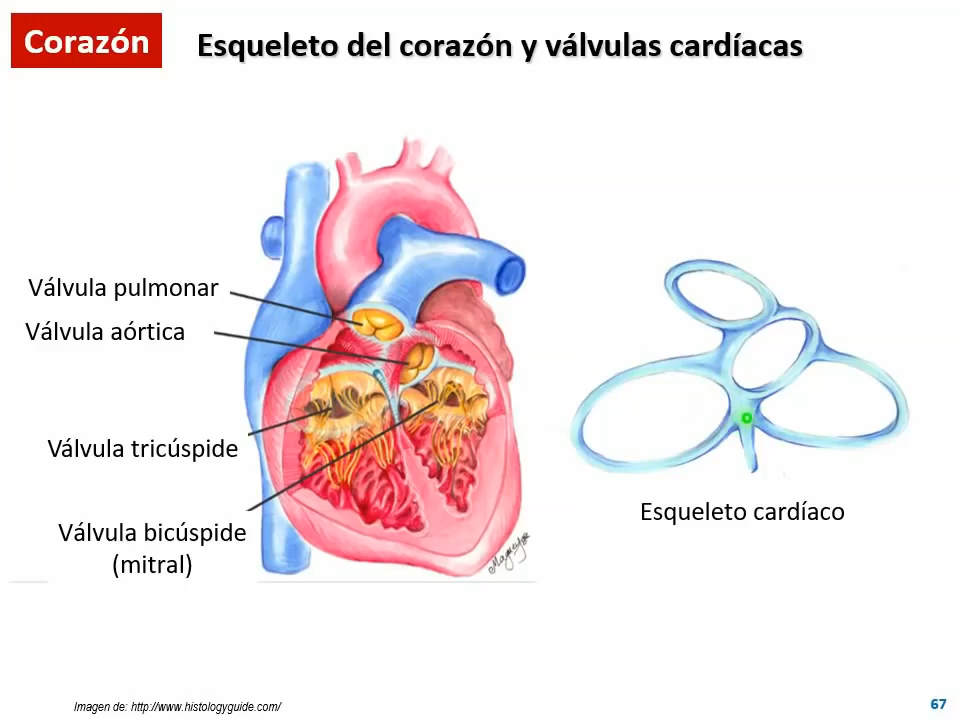 Corazón
Esqueleto del corazón y válvulas cardíacas
Válvula pulmonar
Válvula aórtica
Válvula tricúspide
Válvula bicúspide
(mitral)
Esqueleto cardíaco
Imagen de: http://www.histologyguide.com/
67